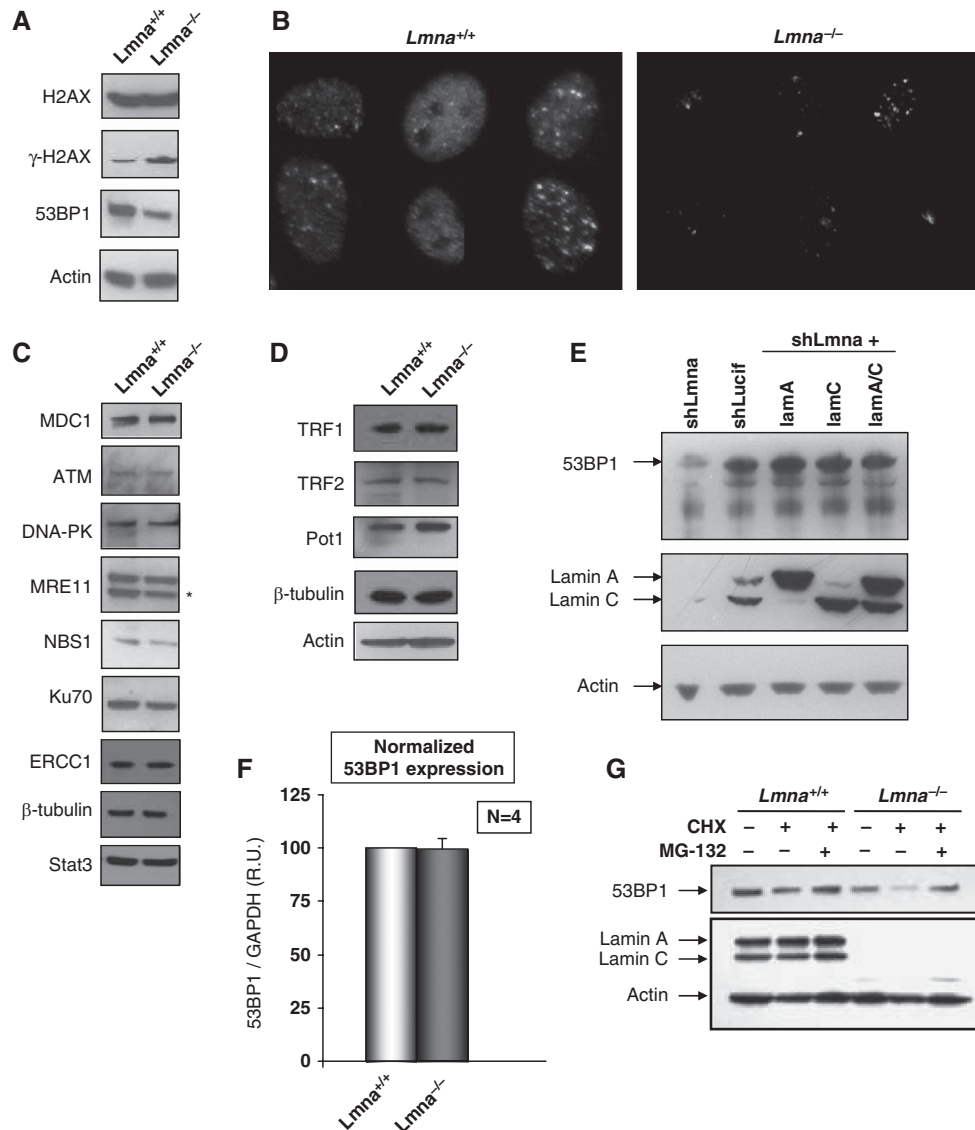 A
Lmna+/+
Lmna−/−
H2AX
γ-H2AX
53BP1
Actin
B
Lmna+/+
Lmna−/−
C
Lmna+/+
Lmna−/−
MDC1
ATM
DNA-PK
MRE11
*
NBS1
Ku70
ERCC1
β-tubulin
Stat3
D
Lmna+/+
Lmna−/−
TRF1
TRF2
Pot1
β-tubulin
Actin
E
shLmna +
shLmna
shLucif
lamA
lamC
lamA/C
53BP1
Lamin A
Lamin C
Actin
F
Normalized
53BP1 expression
N=4
53BP1 / GAPDH (R.U.)
125
100
75
50
25
0
Lmna+/+
Lmna−/−
G
Lmna+/+ Lmna−/−
CHX − + + − + +
MG-132 − − + − − +
53BP1
Lamin A
Lamin C
Actin